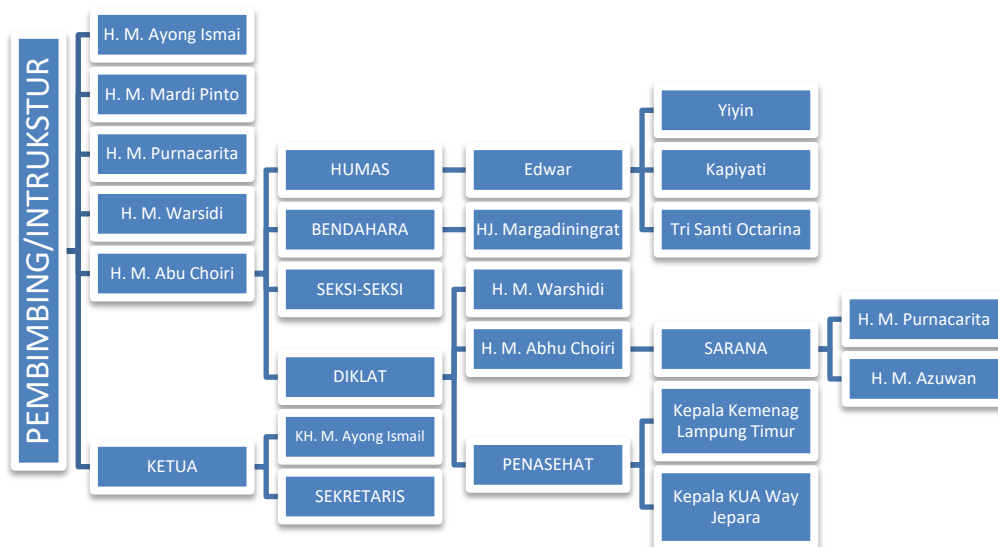 PEMBIMBING/INTRUKSTUR
H. M. Ayong Ismai
H. M. Mardi Pinto
H. M. Purnacarita
H. M. Warsidi
H. M. Abu Choiri
HUMAS
Edwar
Yiyin
Kapiyati
Tri Santi Octarina
BENDAHARA
HJ. Margadiningrat
SEKSI-SEKSI
DIKLAT
H. M. Warshidi
H. M. Abhu Choiri
SARANA
H. M. Purnacarita
H. M. Azuwan
PENASEHAT
Kepala Kemenag
Lampung Timur
Kepala KUA Way
Jepara
KETUA
KH. M. Ayong Ismail
SEKRETARIS